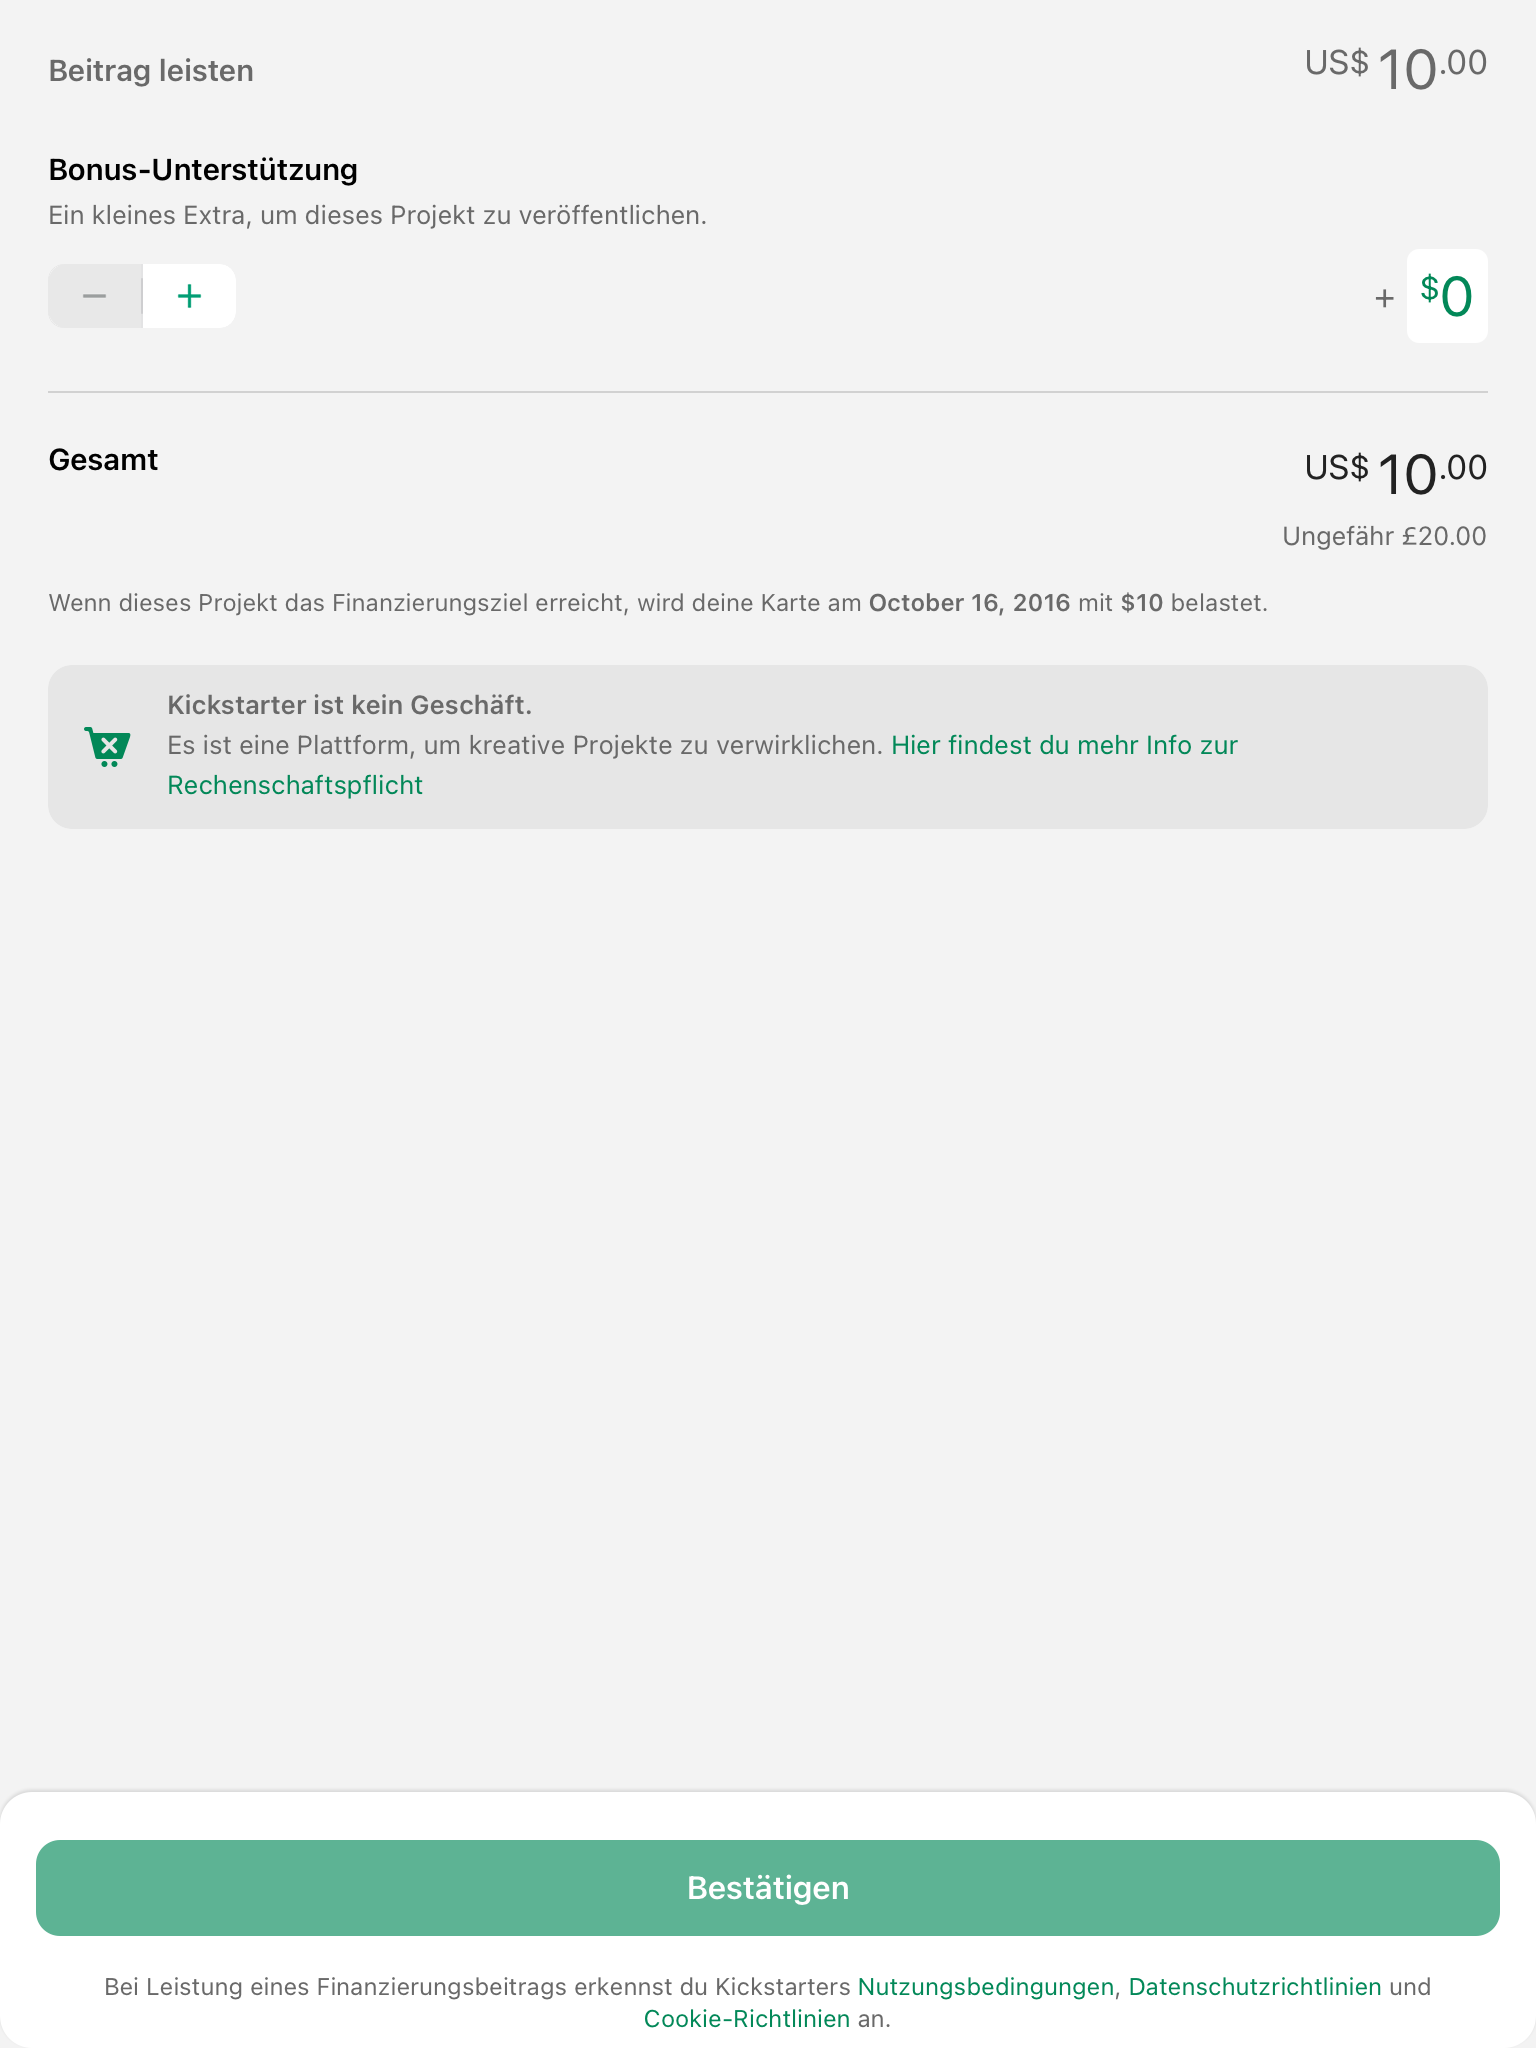 Beitrag leisten
US$ 10.00
Bonus-Unterstützung
Ein kleines Extra, um dieses Projekt zu veröffentlichen.
− +
+ $0
Gesamt
US$ 10.00
Ungefähr £20.00
Wenn dieses Projekt das Finanzierungsziel erreicht, wird deine Karte am October 16, 2016 mit $10 belastet.
Kickstarter ist kein Geschäft.
Es ist eine Plattform, um kreative Projekte zu verwirklichen. Hier findest du mehr Info zur
Rechenschaftspflicht
Bestätigen
Bei Leistung eines Finanzierungsbeitrags erkennst du Kickstarters Nutzungsbedingungen, Datenschutzrichtlinien und
Cookie-Richtlinien an.